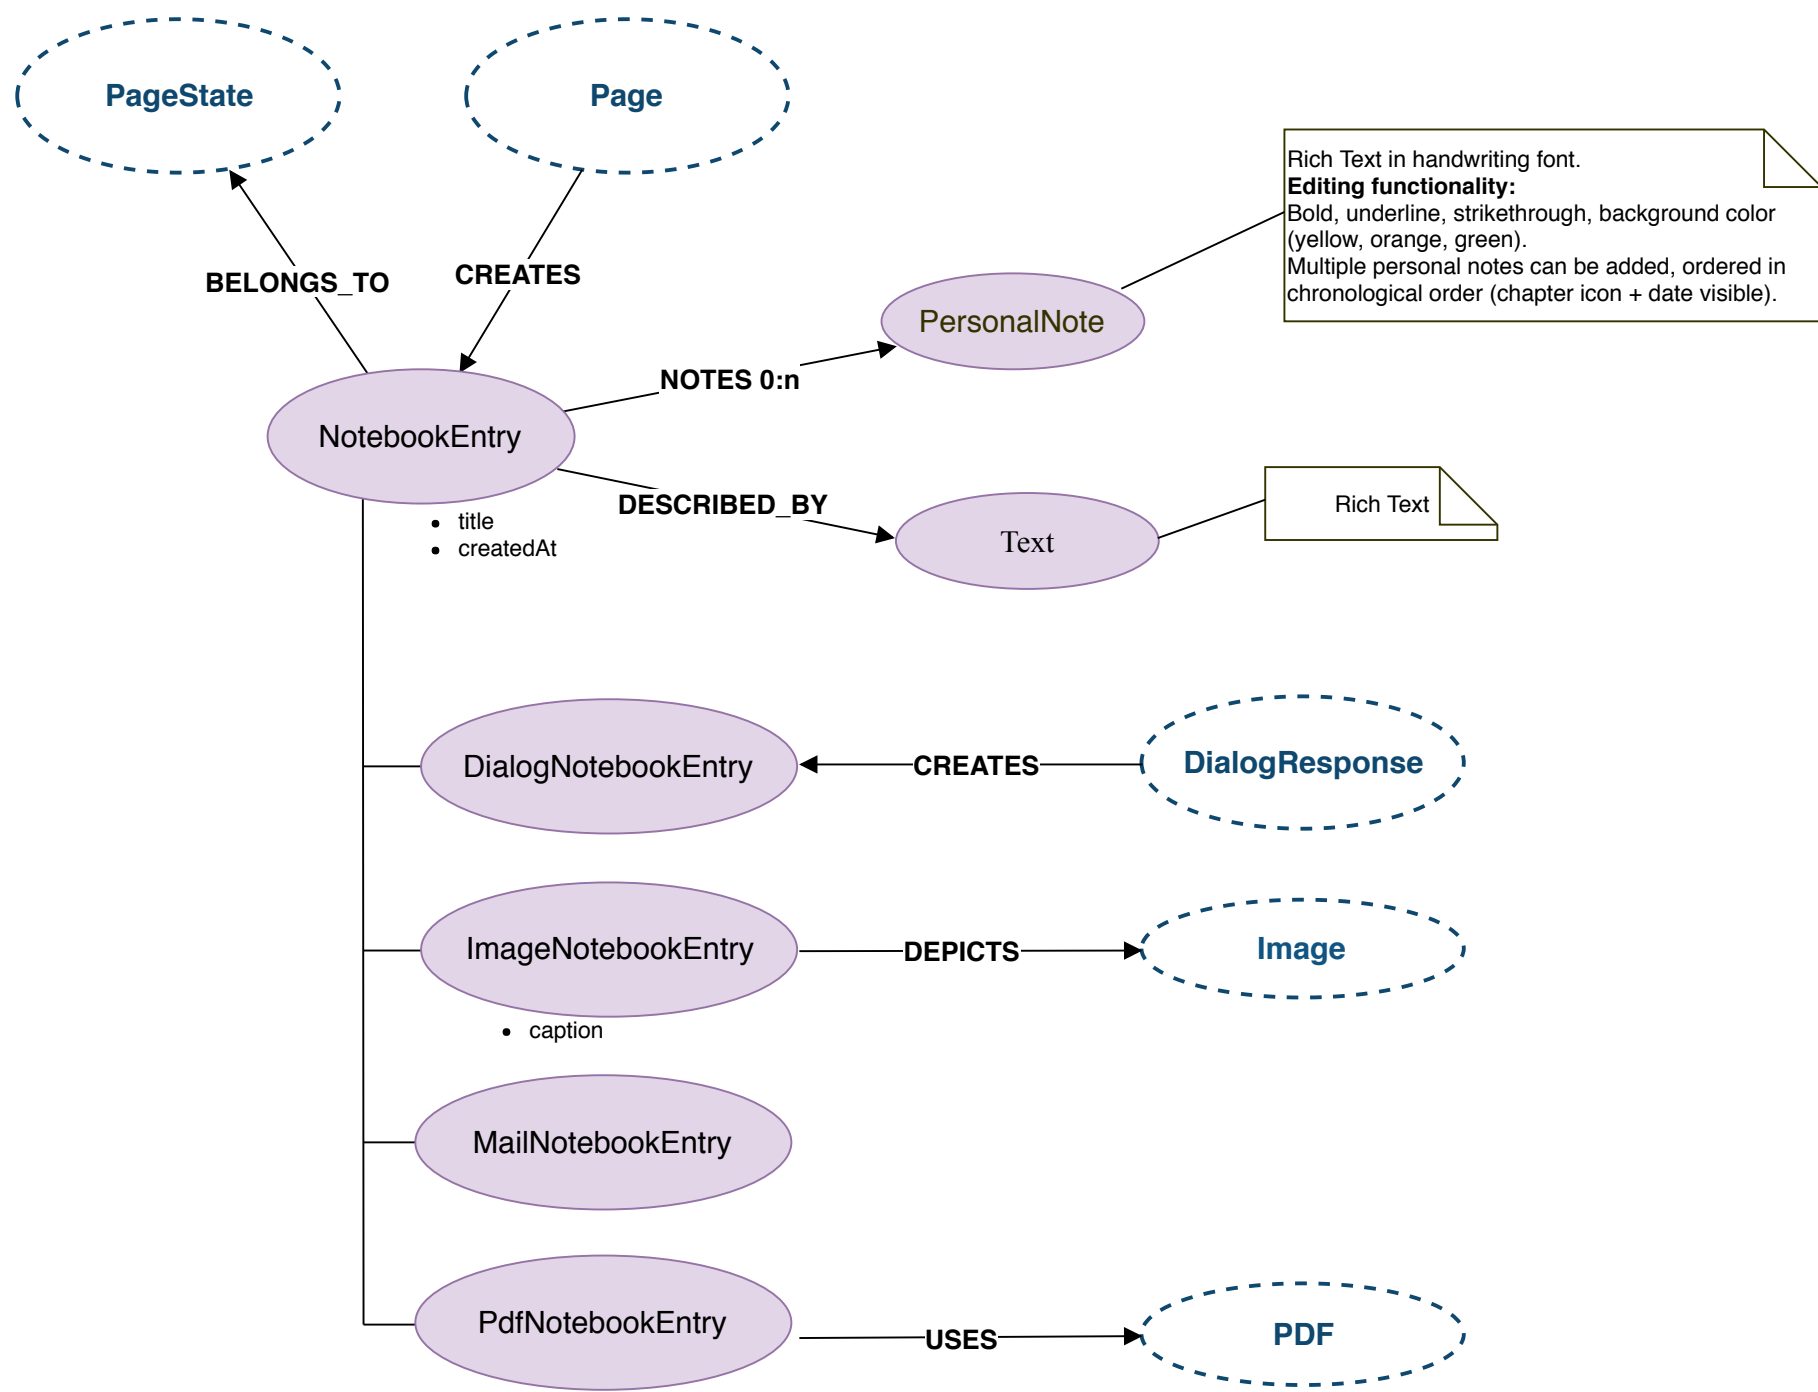 PageState
Page
Rich Text in handwriting font.
Editing functionality:
Bold, underline, strikethrough, background color
(yellow, orange, green).
Multiple personal notes can be added, ordered in
chronological order (chapter icon + date visible).
BELONGS_TO
CREATES
PersonalNote
NOTES 0:n
NotebookEntry
• title
• createdAt
DESCRIBED_BY
Text
Rich Text
DialogNotebookEntry
CREATES
DialogResponse
ImageNotebookEntry
DEPICTS
Image
• caption
MailNotebookEntry
PdfNotebookEntry
USES
PDF